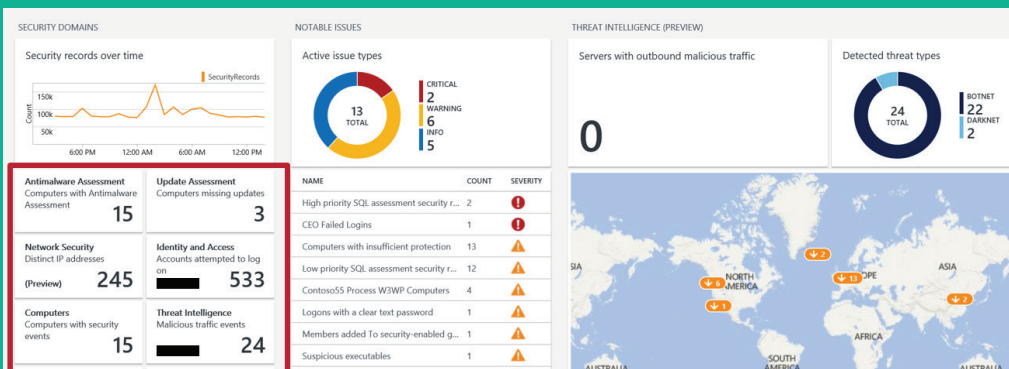 SECURITY DOMAINS
NOTABLE ISSUES
THREAT INTELLIGENCE (PREVIEW)
Security records over time
SecurityRecords
Count
150k
100k
50k
6:00 PM
12:00 AM
6:00 AM
12:00 PM
Active issue types
13
TOTAL
CRITICAL
2
WARNING
6
INFO
5
Servers with outbound malicious traffic
0
Detected threat types
24
TOTAL
BOTNET
22
DARKNET
2
Antimalware Assessment
Computers with Antimalware
Assessment
15
Update Assessment
Computers missing updates
3
Network Security
Distinct IP addresses
(Preview)
245
Identity and Access
Accounts attempted to log
on
533
Computers
Computers with security
events
15
Threat Intelligence
Malicious traffic events
24
NAME COUNT SEVERITY
High priority SQL assessment security r... 2
CEO Failed Logins 1
Computers with insufficient protection 13
Low priority SQL assessment security r... 12
Contoso55 Process W3WP Computers 4
Logons with a clear text password 1
Members added To security-enabled g... 1
Suspicious executables 1
2
SIA
6
NORTH
AMERICA
13
OPE
ASIA
1
2
AFRICA
SOUTH
AMERICA
AUSTRALIA
AUSTRALIA